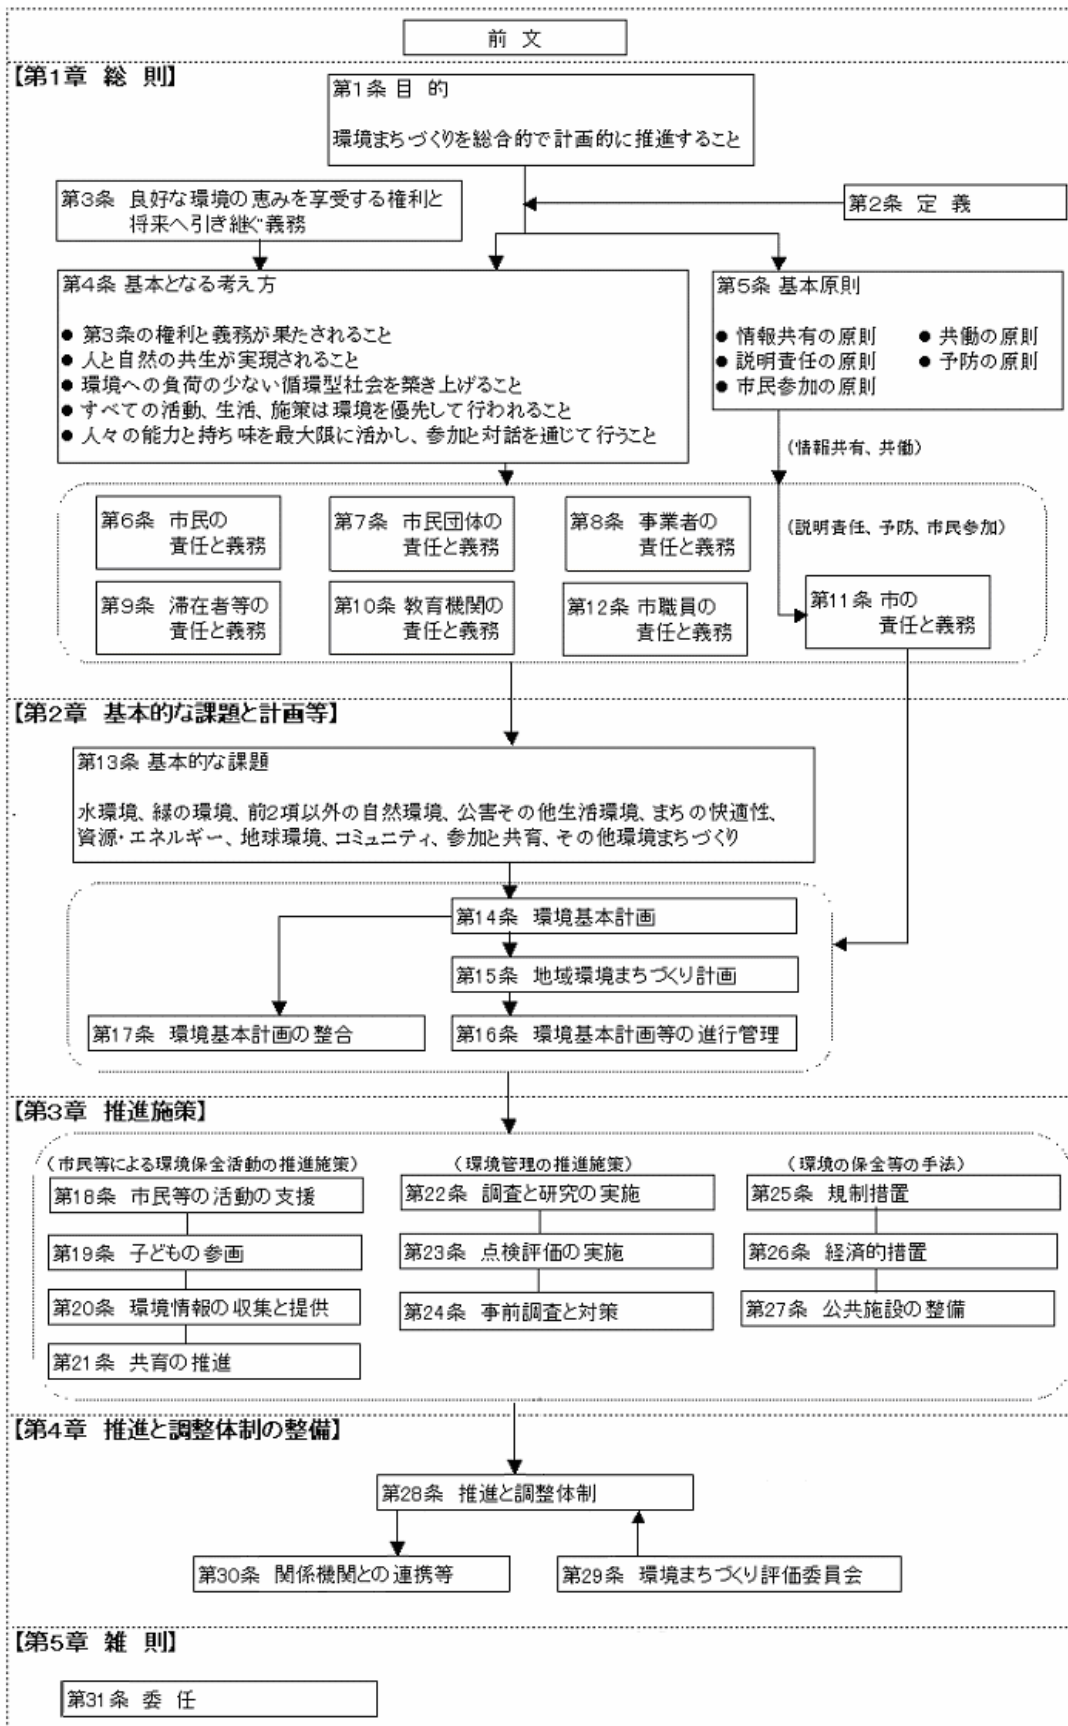 前 文
【第1章 総 則】
第1条 目 的
環境まちづくりを総合的で計画的に推進すること
第3条 良好な環境の恵みを享受する権利と
将来へ引き継ぐ義務
第2条 定 義
第4条 基本となる考え方
● 第3条の権利と義務が果たされること
● 人と自然の共生が実現されること
● 環境への負荷の少ない循環型社会を築き上げること
● すべての活動、生活、施策は環境を優先して行われること
● 人々の能力と持ち味を最大限に活かし、参加と対話を通じて行うこと
第5条 基本原則
● 情報共有の原則 ● 共働の原則
● 説明責任の原則 ● 予防の原則
● 市民参加の原則
(情報共有、共働)
第6条 市民の
責任と義務
第7条 市民団体の
責任と義務
第8条 事業者の
責任と義務
(説明責任、予防、市民参加)
第9条 滞在者等の
責任と義務
第10条 教育機関の
責任と義務
第12条 市職員の
責任と義務
第11条 市の
責任と義務
【第2章 基本的な課題と計画等】
第13条 基本的な課題
水環境、緑の環境、前2項以外の自然環境、公害その他生活環境、まちの快適性、
資源・エネルギー、地球環境、コミュニティ、参加と共育、その他環境まちづくり
第14条 環境基本計画
第15条 地域環境まちづくり計画
第17条 環境基本計画の整合
第16条 環境基本計画等の進行管理
【第3章 推進施策】
(市民等による環境保全活動の推進施策)
第18条 市民等の活動の支援
第19条 子どもの参画
第20条 環境情報の収集と提供
第21条 共育の推進
(環境管理の推進施策)
第22条 調査と研究の実施
第23条 点検評価の実施
第24条 事前調査と対策
(環境の保全等の手法)
第25条 規制措置
第26条 経済的措置
第27条 公共施設の整備
【第4章 推進と調整体制の整備】
第28条 推進と調整体制
第30条 関係機関との連携等
第29条 環境まちづくり評価委員会
【第5章 雑 則】
第31条 委 任